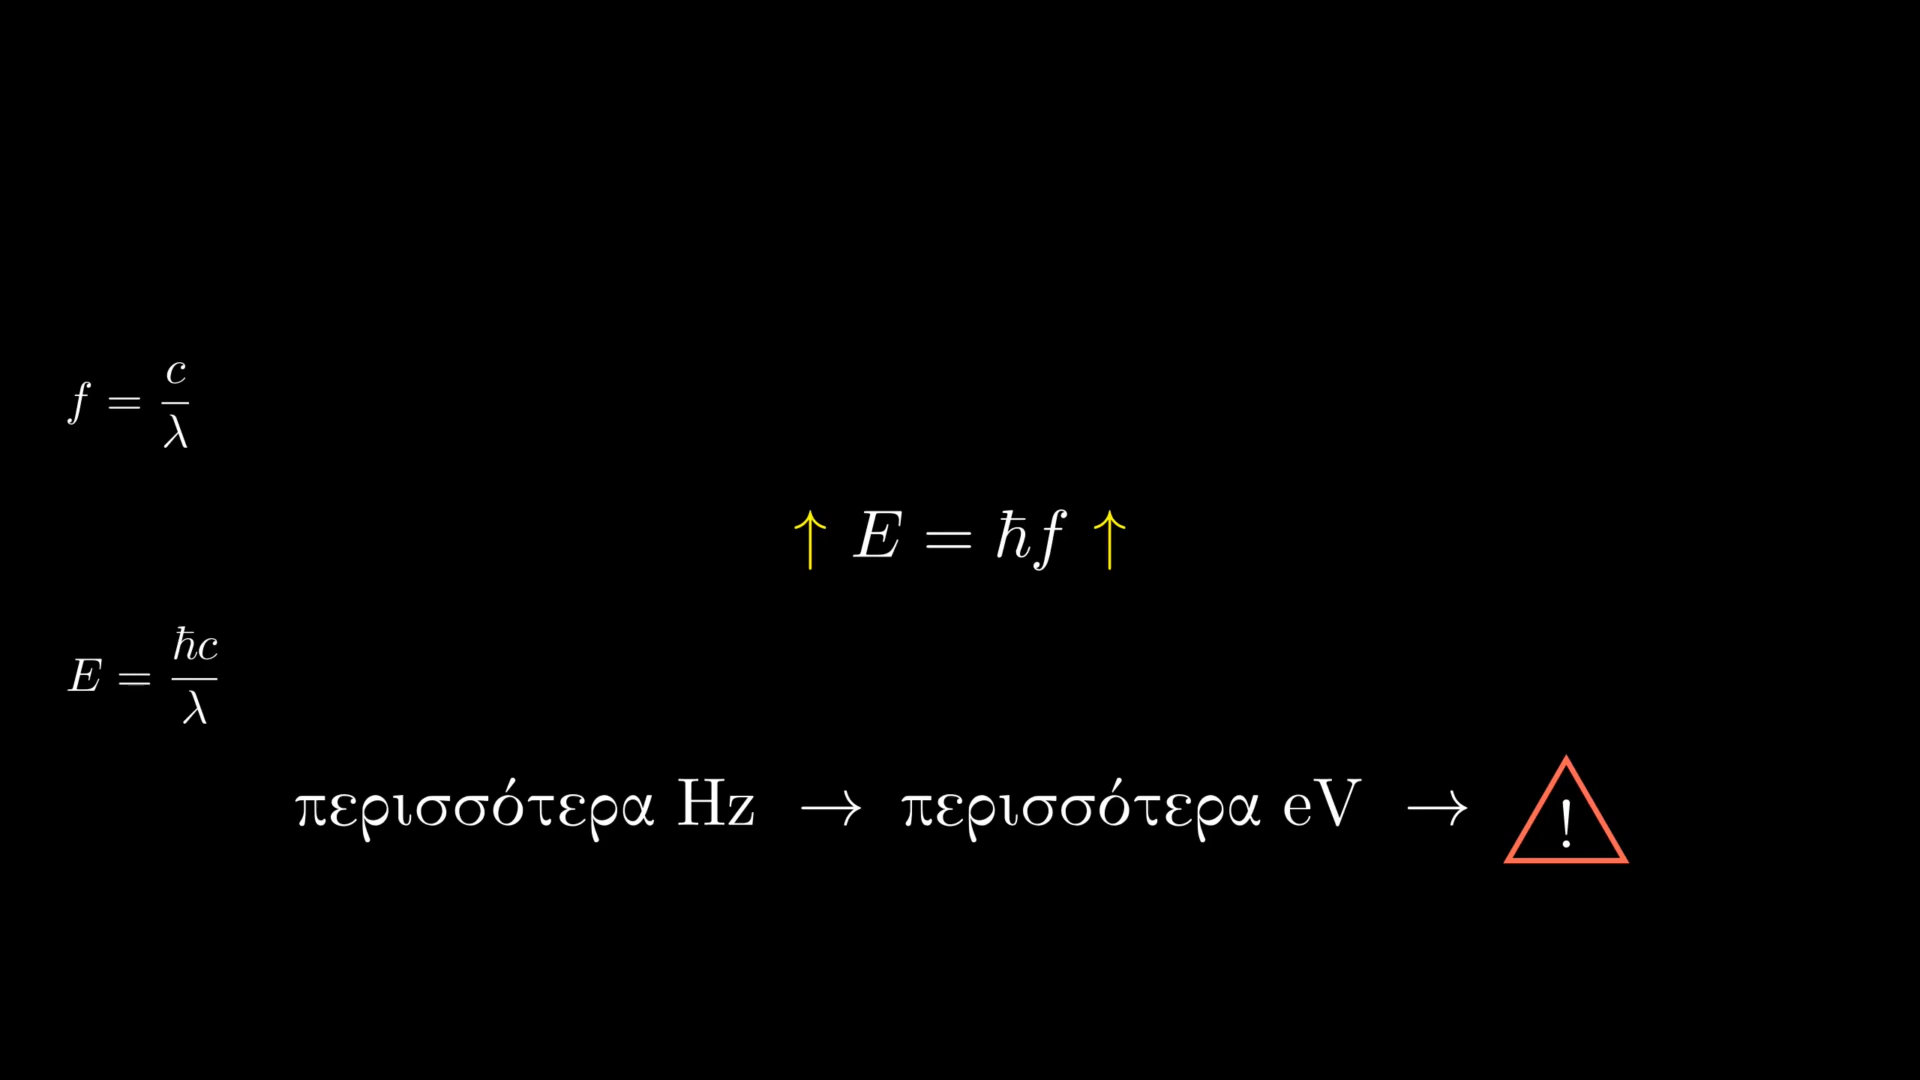 f = c/λ
↑ E = ħf ↑
E = ħc/λ
περισσότερα Hz → περισσότερα eV → !